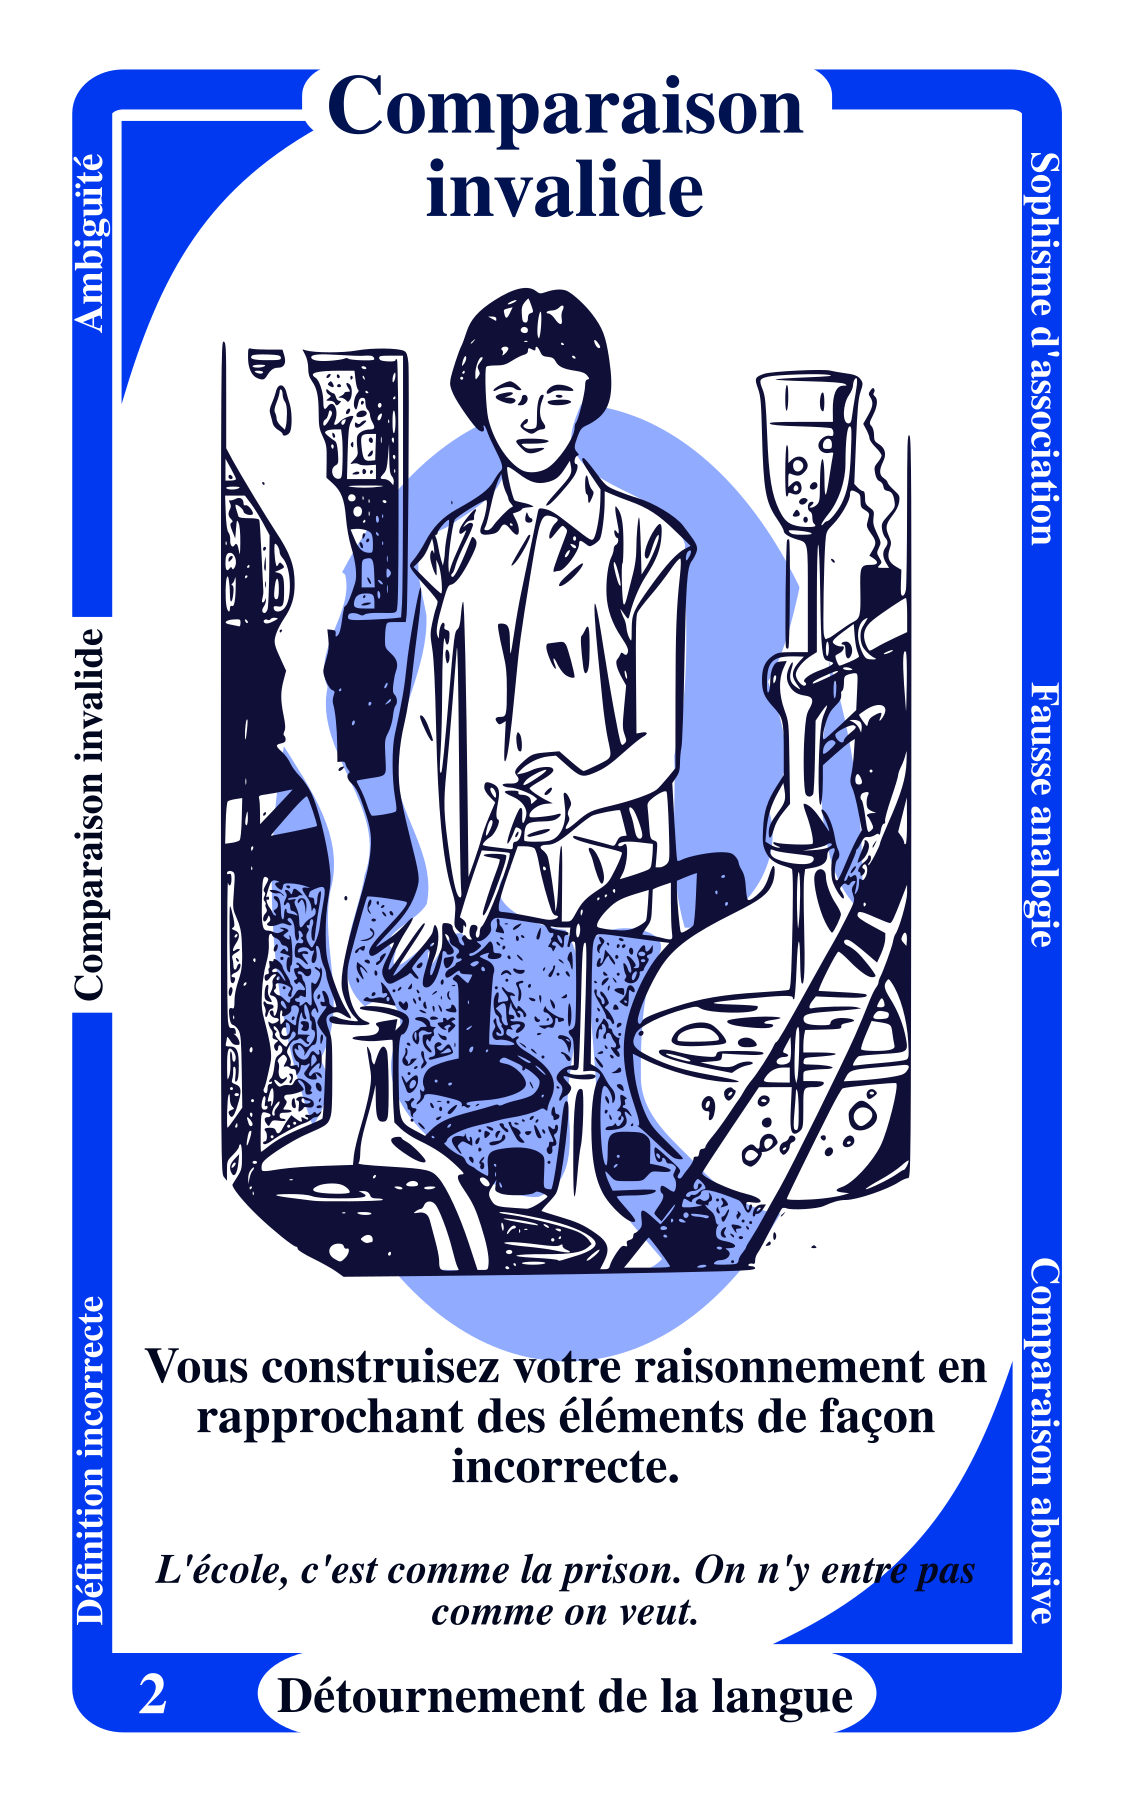 Comparaison
invalide
Ambiguïté
Comparaison invalide
Définition incorrecte
Sophisme d'association
Fausse analogie
Comparaison abusive
Vous construisez votre raisonnement en
rapprochant des éléments de façon
incorrecte.
L'école, c'est comme la prison. On n'y entre pas
comme on veut.
2
Détournement de la langue